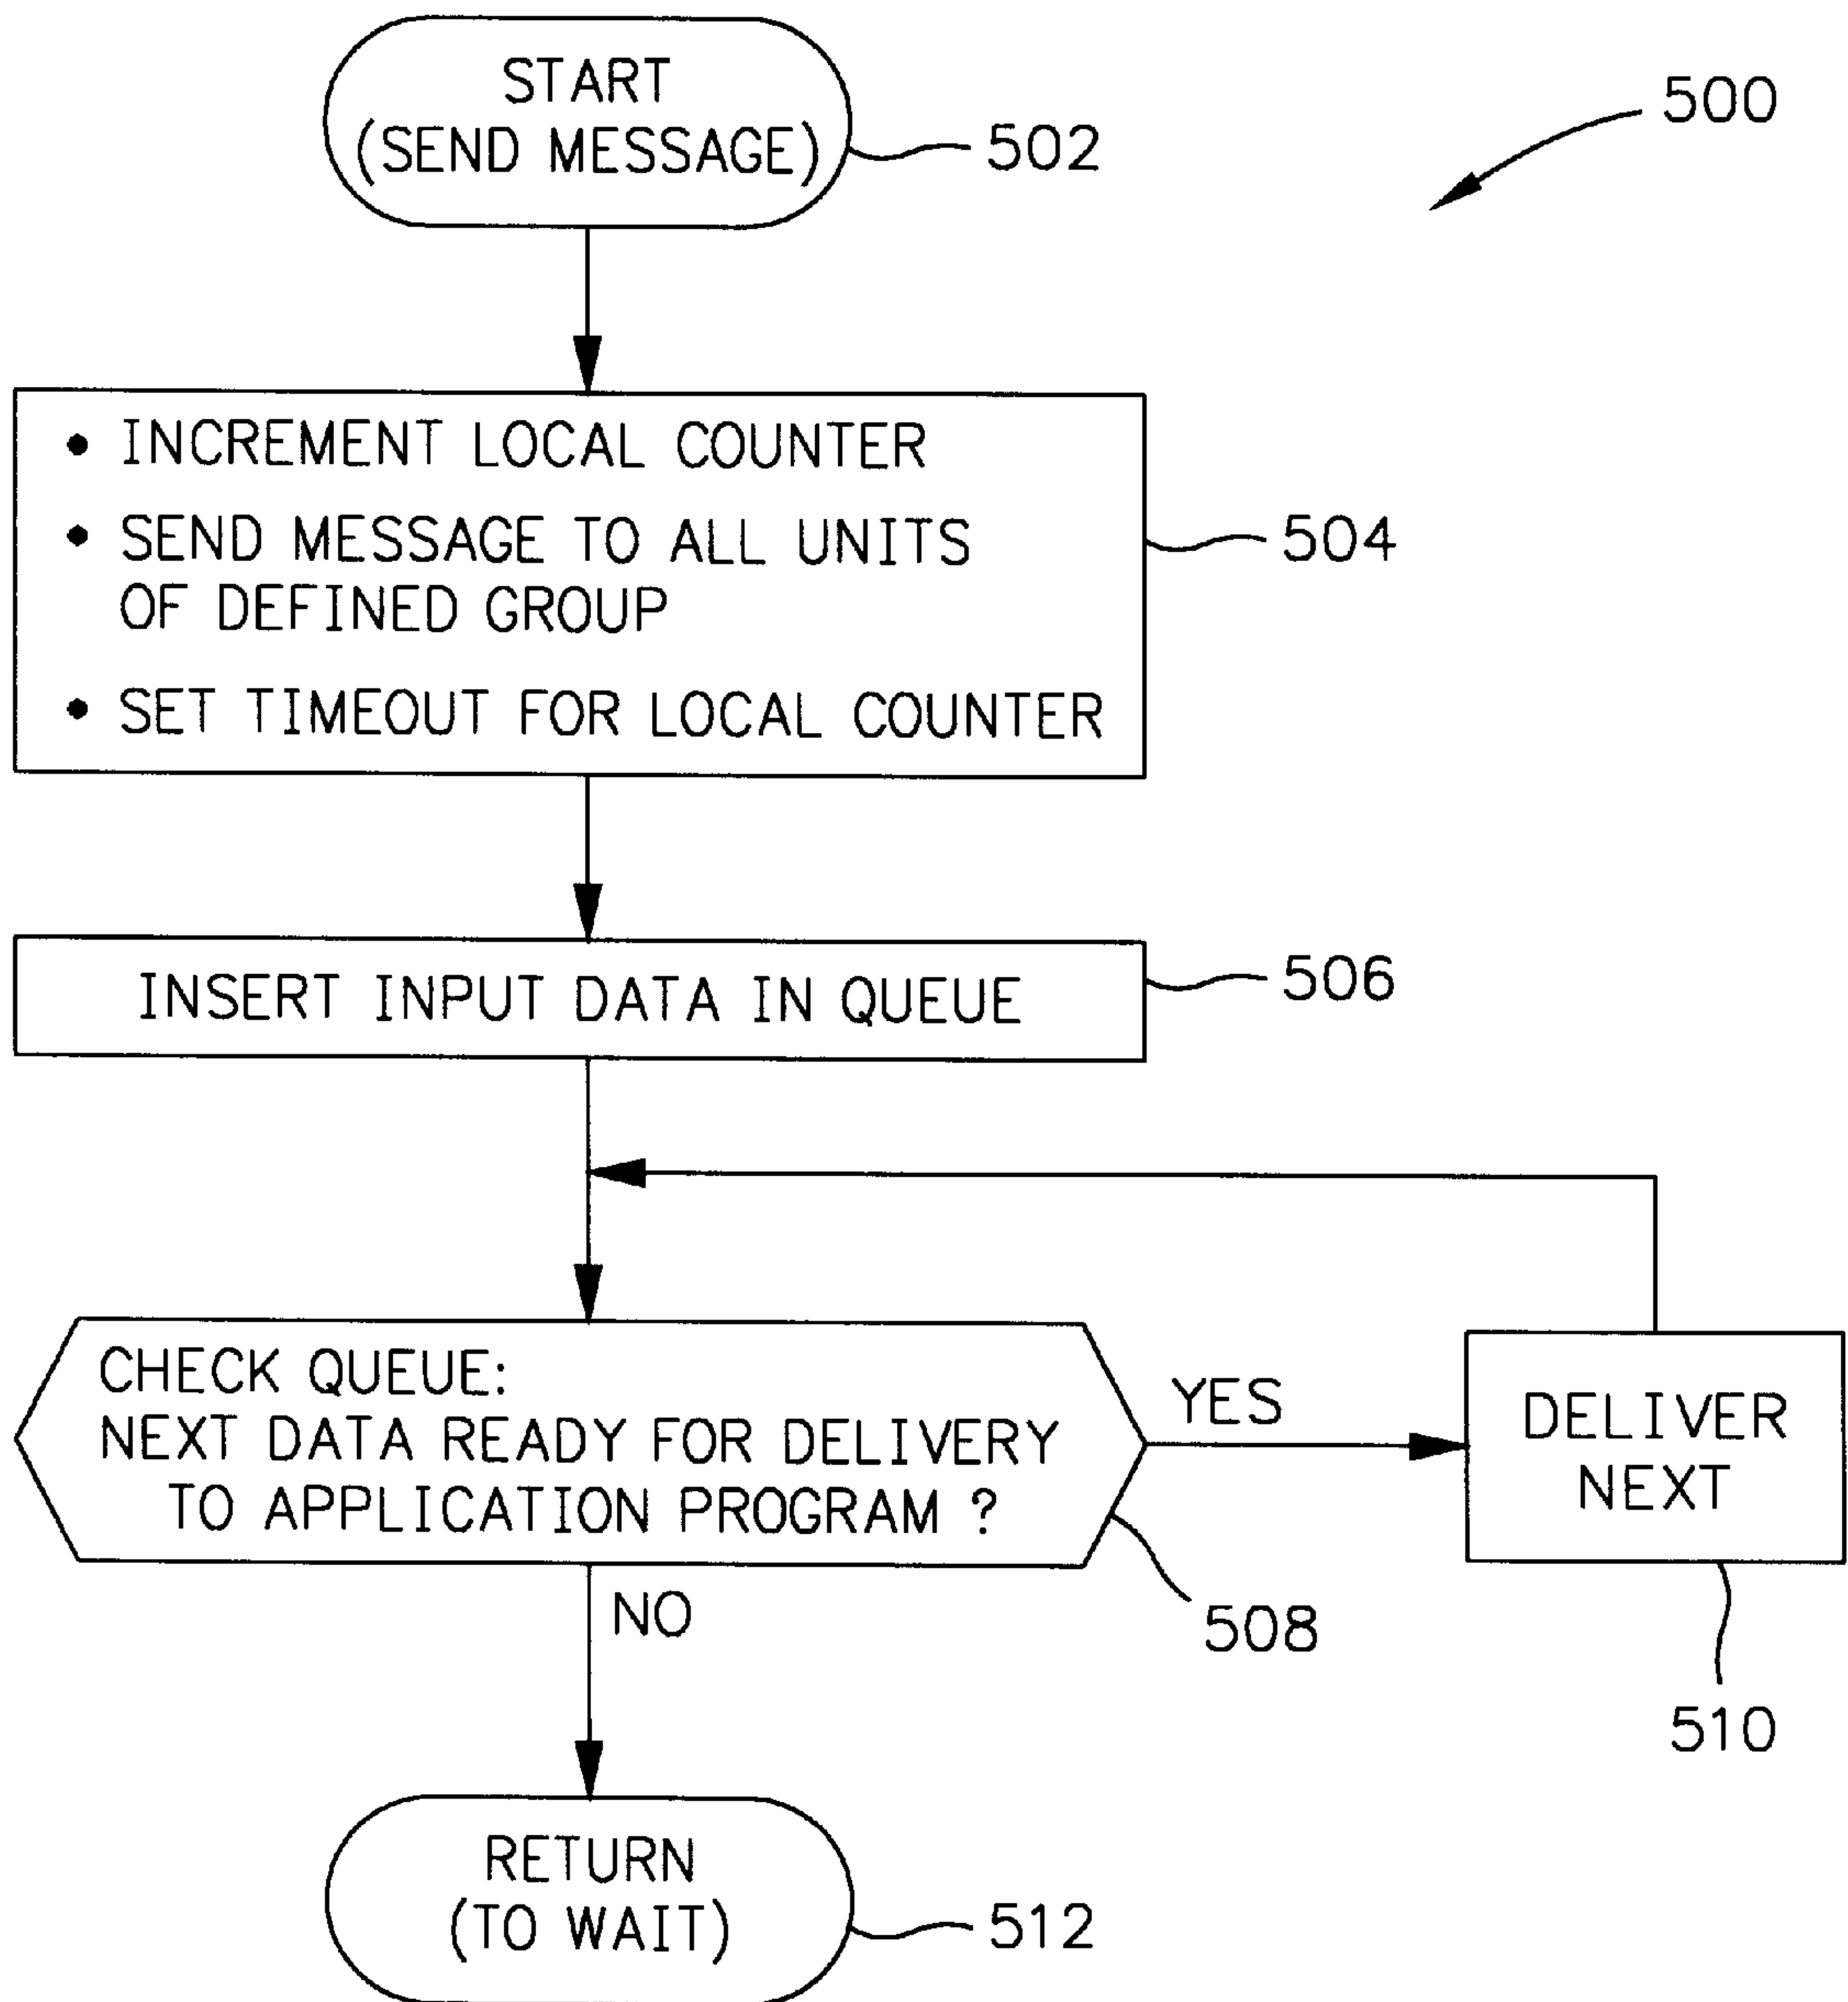 START
(SEND MESSAGE)
502
500
• INCREMENT LOCAL COUNTER
• SEND MESSAGE TO ALL UNITS
OF DEFINED GROUP
• SET TIMEOUT FOR LOCAL COUNTER
504
INSERT INPUT DATA IN QUEUE
506
CHECK QUEUE:
NEXT DATA READY FOR DELIVERY
TO APPLICATION PROGRAM ?
YES
DELIVER
NEXT
NO
508
510
RETURN
(TO WAIT)
512